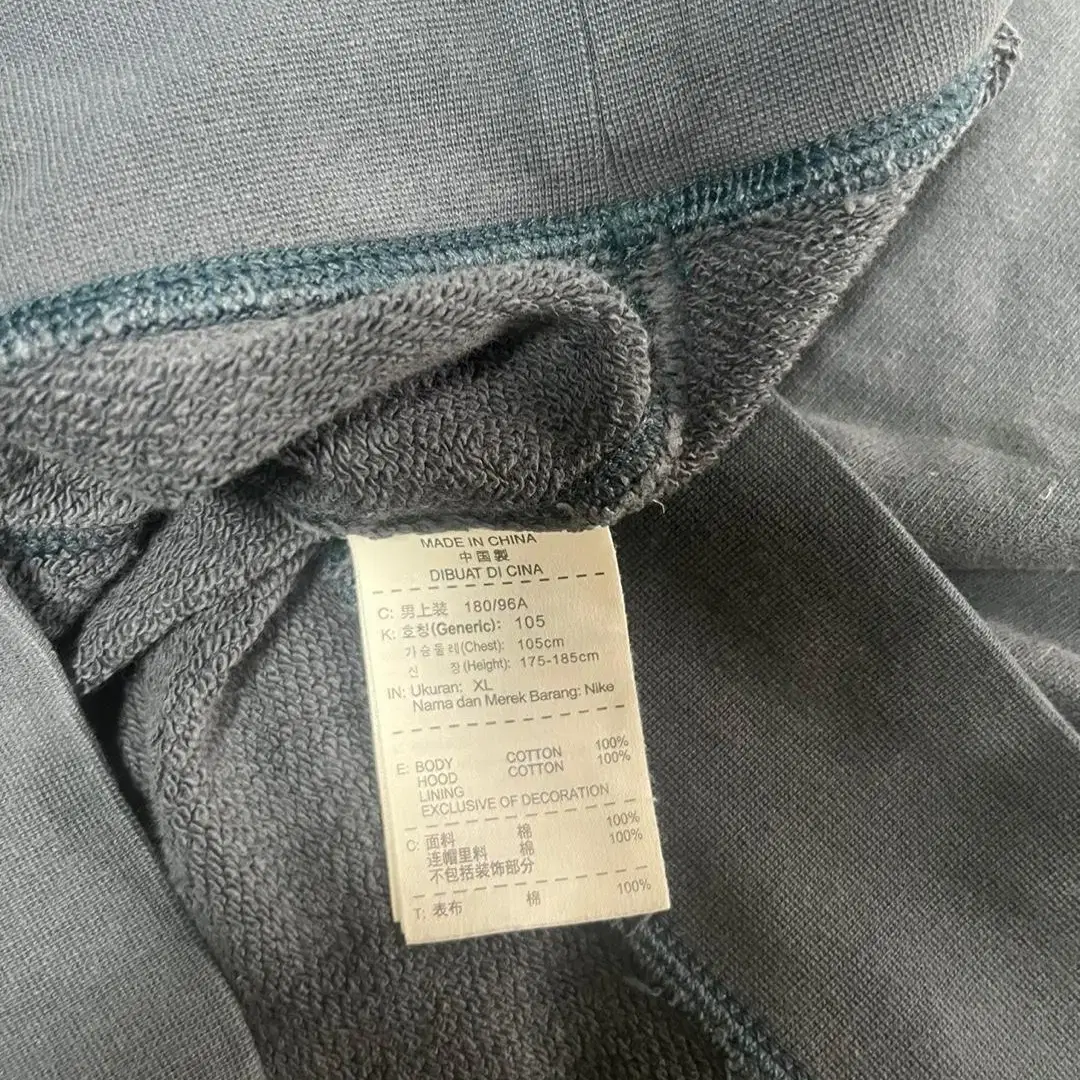 MADE IN CHINA
中国製
DIBUAT DI CINA
C: 男上装 180/96A
K: 호칭(Generic): 105
가슴둘레(Chest): 105cm
신 장(Height): 175-185cm
IN: Ukuran: XL
Nama dan Merek Barang: Nike
E: BODY COTTON 100%
HOOD COTTON 100%
LINING
EXCLUSIVE OF DECORATION
C: 面料 棉 100%
连帽里料 棉 100%
不包括装饰部分
T: 表布 棉 100%